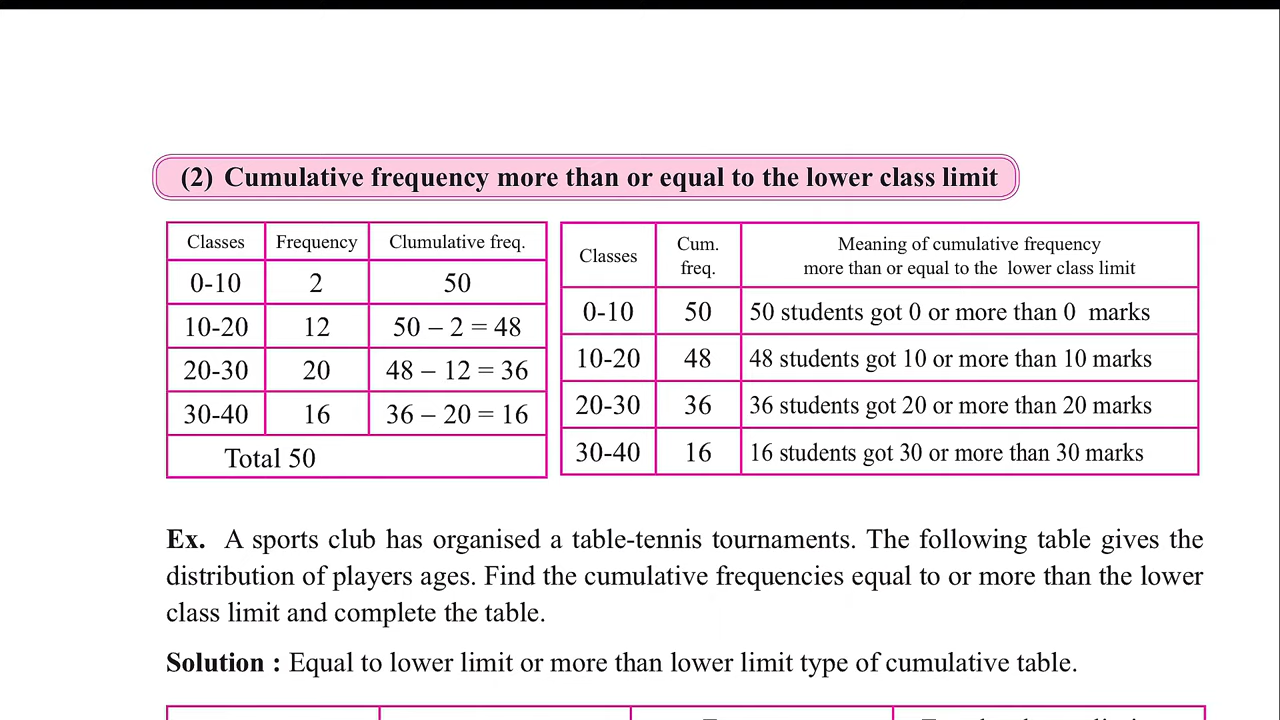 (2) Cumulative frequency more than or equal to the lower class limit
Classes Frequency Clumulative freq.
0-10 2 50
10-20 12 50 – 2 = 48
20-30 20 48 – 12 = 36
30-40 16 36 – 20 = 16
Total 50
Classes Cum. freq. Meaning of cumulative frequency
more than or equal to the lower class limit
0-10 50 50 students got 0 or more than 0 marks
10-20 48 48 students got 10 or more than 10 marks
20-30 36 36 students got 20 or more than 20 marks
30-40 16 16 students got 30 or more than 30 marks
Ex. A sports club has organised a table-tennis tournaments. The following table gives the
distribution of players ages. Find the cumulative frequencies equal to or more than the lower
class limit and complete the table.
Solution : Equal to lower limit or more than lower limit type of cumulative table.